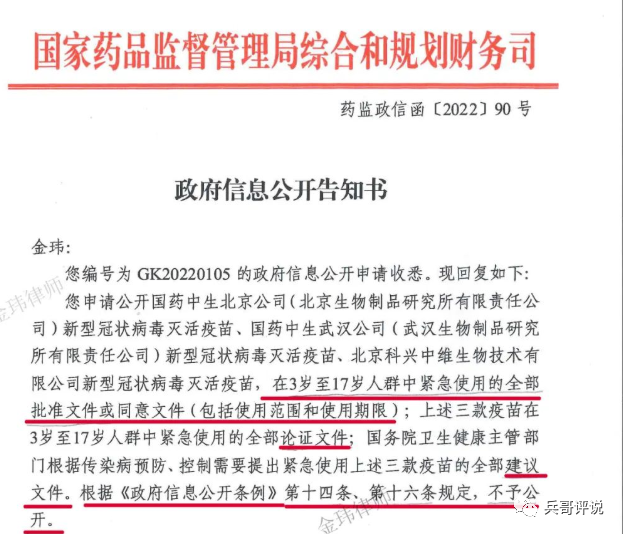 国家药品监督管理局综合和规划财务司
药监政信函〔2022〕90 号
政府信息公开告知书
金玮：
您编号为 GK20220105 的政府信息公开申请收悉。现回复如下：
您申请公开国药中生北京公司（北京生物制品研究所有限责任公
司）新型冠状病毒灭活疫苗、国药中生武汉公司（武汉生物制品研究
所有限责任公司）新型冠状病毒灭活疫苗、北京科兴中维生物技术有
限公司新型冠状病毒灭活疫苗，在3岁至17岁人群中紧急使用的全部
批准文件或同意文件（包括使用范围和使用期限）；上述三款疫苗在
3岁至17岁人群中紧急使用的全部论证文件；国务院卫生健康主管部
门根据传染病预防、控制需要提出紧急使用上述三款疫苗的全部建议
文件。根据《政府信息公开条例》第十四条、第十六条规定，不予公
开。
金玮律师
金玮律师
兵哥评说